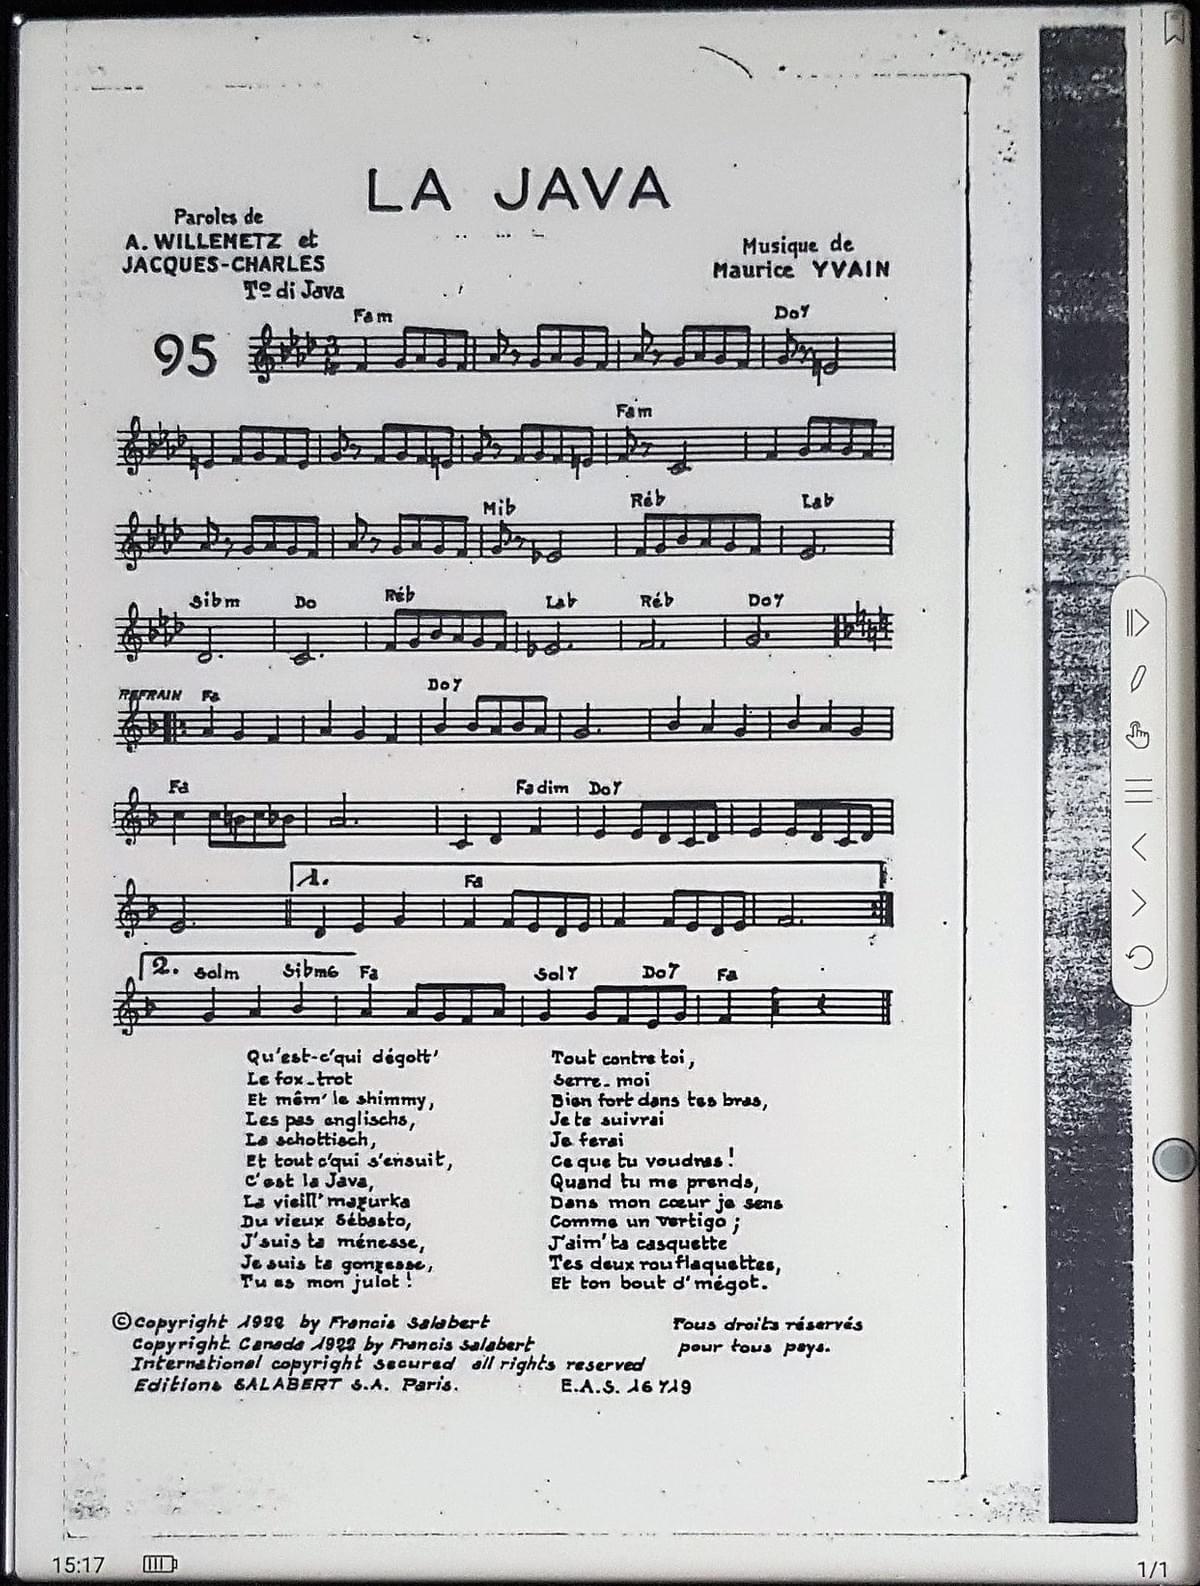 LA JAVA
Paroles de
A. WILLEMETZ et
JACQUES-CHARLES
Tº di Java
Musique de
Maurice YVAIN
95
Fam Do7
Fam
Mib Réb Lab
Sibm Do Réb Lab Réb Do7
REFRAIN Fa Do7
Fa Fadim Do7
1. Fa
2. Solm Sibm6 Fa Sol7 Do7 Fa
Qu'est-c'qui dégott'
Le fox-trot
Et mêm' le shimmy,
Les pas englischs,
La schottisch,
Et tout c'qui s'ensuit,
C'est la Java,
La vieill' mazurka
Du vieux Sébasto,
J'suis ta ménesse,
Je suis ta gonzesse,
Tu es mon julot!
Tout contre toi,
Serre-moi
Bien fort dans tes bras,
Je te suivrai
Je ferai
Ce que tu voudras!
Quand tu me prends,
Dans mon cœur je sens
Comme un vertigo;
J'aim' ta casquette
Tes deux rouflaquettes,
Et ton bout d'mégot.
©Copyright 1922 by Francis Salabert
Copyright Canada 1922 by Francis Salabert
International copyright secured all rights reserved
Editions SALABERT S.A. Paris. E.A.S. 16 719
Tous droits réservés
pour tous pays.
15:17
1/1